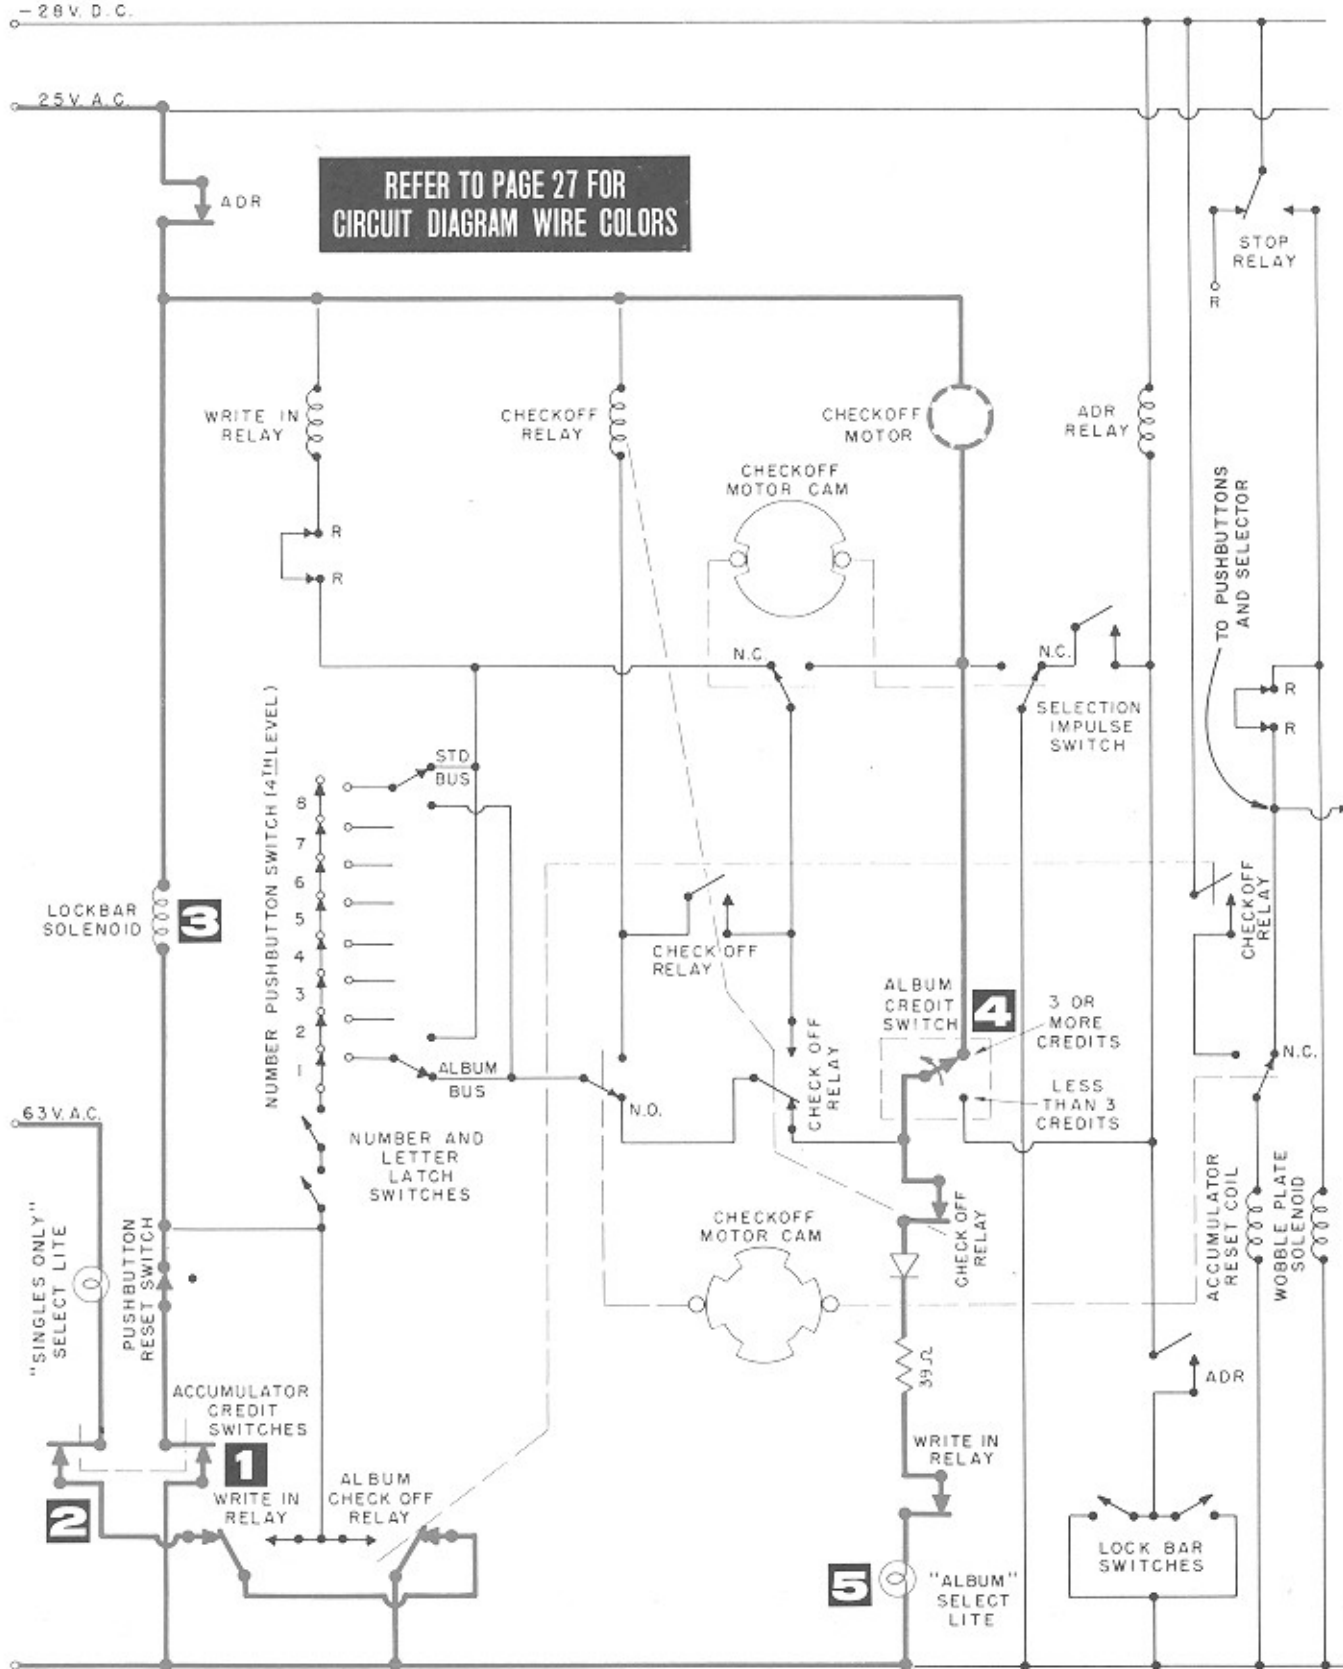 -28 V. D. C.
25 V. A. C.
ADR
REFER TO PAGE 27 FOR
CIRCUIT DIAGRAM WIRE COLORS
STOP
RELAY
R
WRITE IN
RELAY
CHECKOFF
RELAY
CHECKOFF
MOTOR
ADR
RELAY
CHECKOFF
MOTOR CAM
R
R
TO PUSHBUTTONS
AND SELECTOR
N.C.
N.C.
SELECTION
IMPULSE
SWITCH
R
R
NUMBER PUSHBUTTON SWITCH (4TH LEVEL)
STD
BUS
8
7
6
5
4
3
2
1
LOCKBAR
SOLENOID
3
CHECK OFF
RELAY
CHECKOFF
RELAY
ALBUM
CREDIT
SWITCH
4
3 OR
MORE
CREDITS
LESS
THAN 3
CREDITS
ALBUM
BUS
N.O.
CHECK OFF
RELAY
N.C.
63 V. A.C.
NUMBER AND
LETTER
LATCH
SWITCHES
"SINGLES ONLY"
SELECT LITE
PUSHBUTTON
RESET SWITCH
CHECKOFF
MOTOR CAM
CHECK OFF
RELAY
ACCUMULATOR
RESET COIL
WOBBLE PLATE
SOLENOID
39 Ω
ADR
ACCUMULATOR
CREDIT
SWITCHES
1
2
WRITE IN
RELAY
ALBUM
CHECK OFF
RELAY
WRITE IN
RELAY
5
"ALBUM"
SELECT
LITE
LOCK BAR
SWITCHES